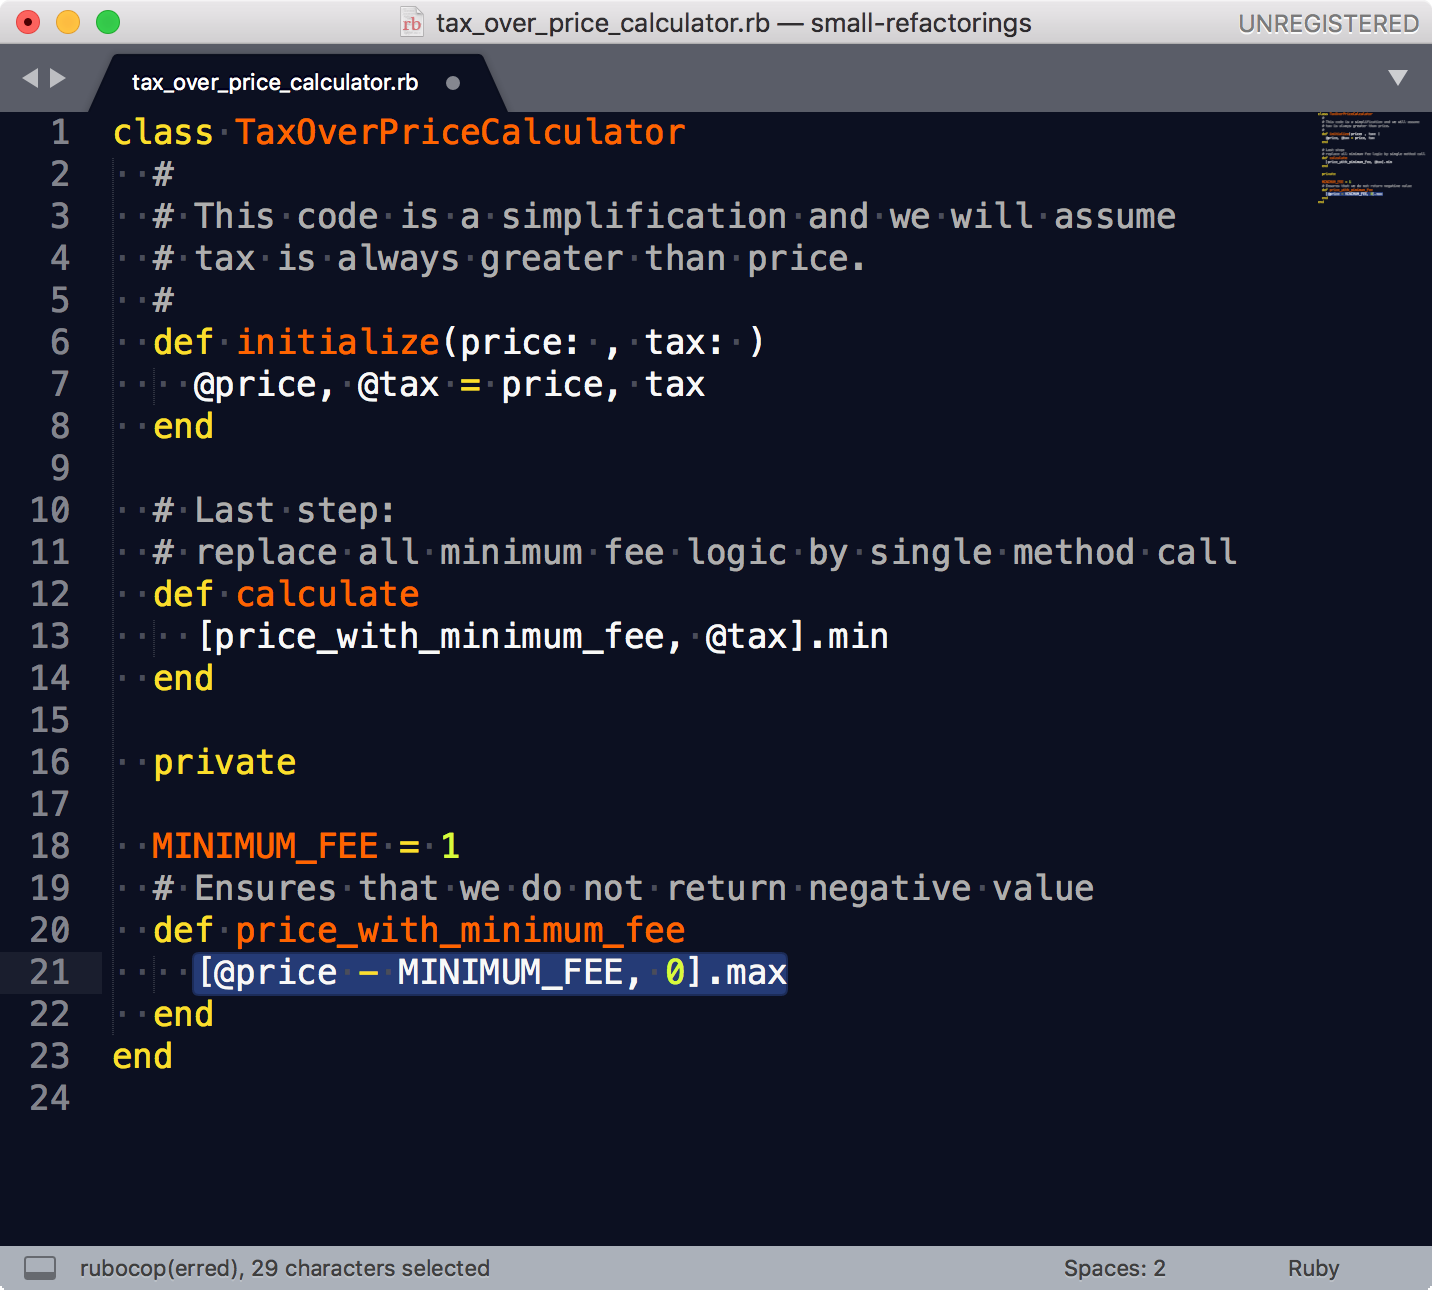 rb tax_over_price_calculator.rb — small-refactorings UNREGISTERED
tax_over_price_calculator.rb
1 class TaxOverPriceCalculator
2   #
3   # This code is a simplification and we will assume
4   # tax is always greater than price.
5   #
6   def initialize(price: , tax: )
7     @price, @tax = price, tax
8   end
9
10   # Last step:
11   # replace all minimum fee logic by single method call
12   def calculate
13     [price_with_minimum_fee, @tax].min
14   end
15
16   private
17
18   MINIMUM_FEE = 1
19   # Ensures that we do not return negative value
20   def price_with_minimum_fee
21     [@price - MINIMUM_FEE, 0].max
22   end
23 end
24
rubocop(erred), 29 characters selected Spaces: 2 Ruby